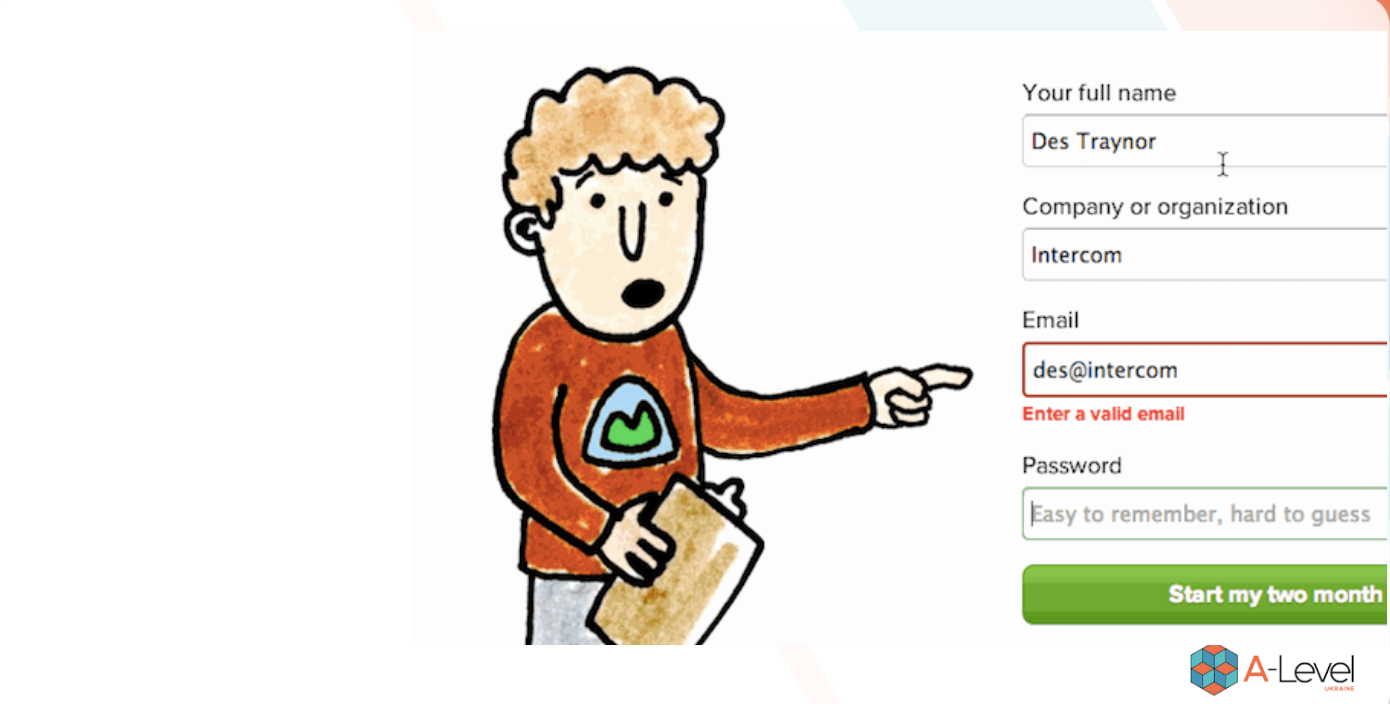 Your full name
Des Traynor
Company or organization
Intercom
Email
des@intercom
Enter a valid email
Password
Easy to remember, hard to guess
Start my two month
A-Level
UKRAINE